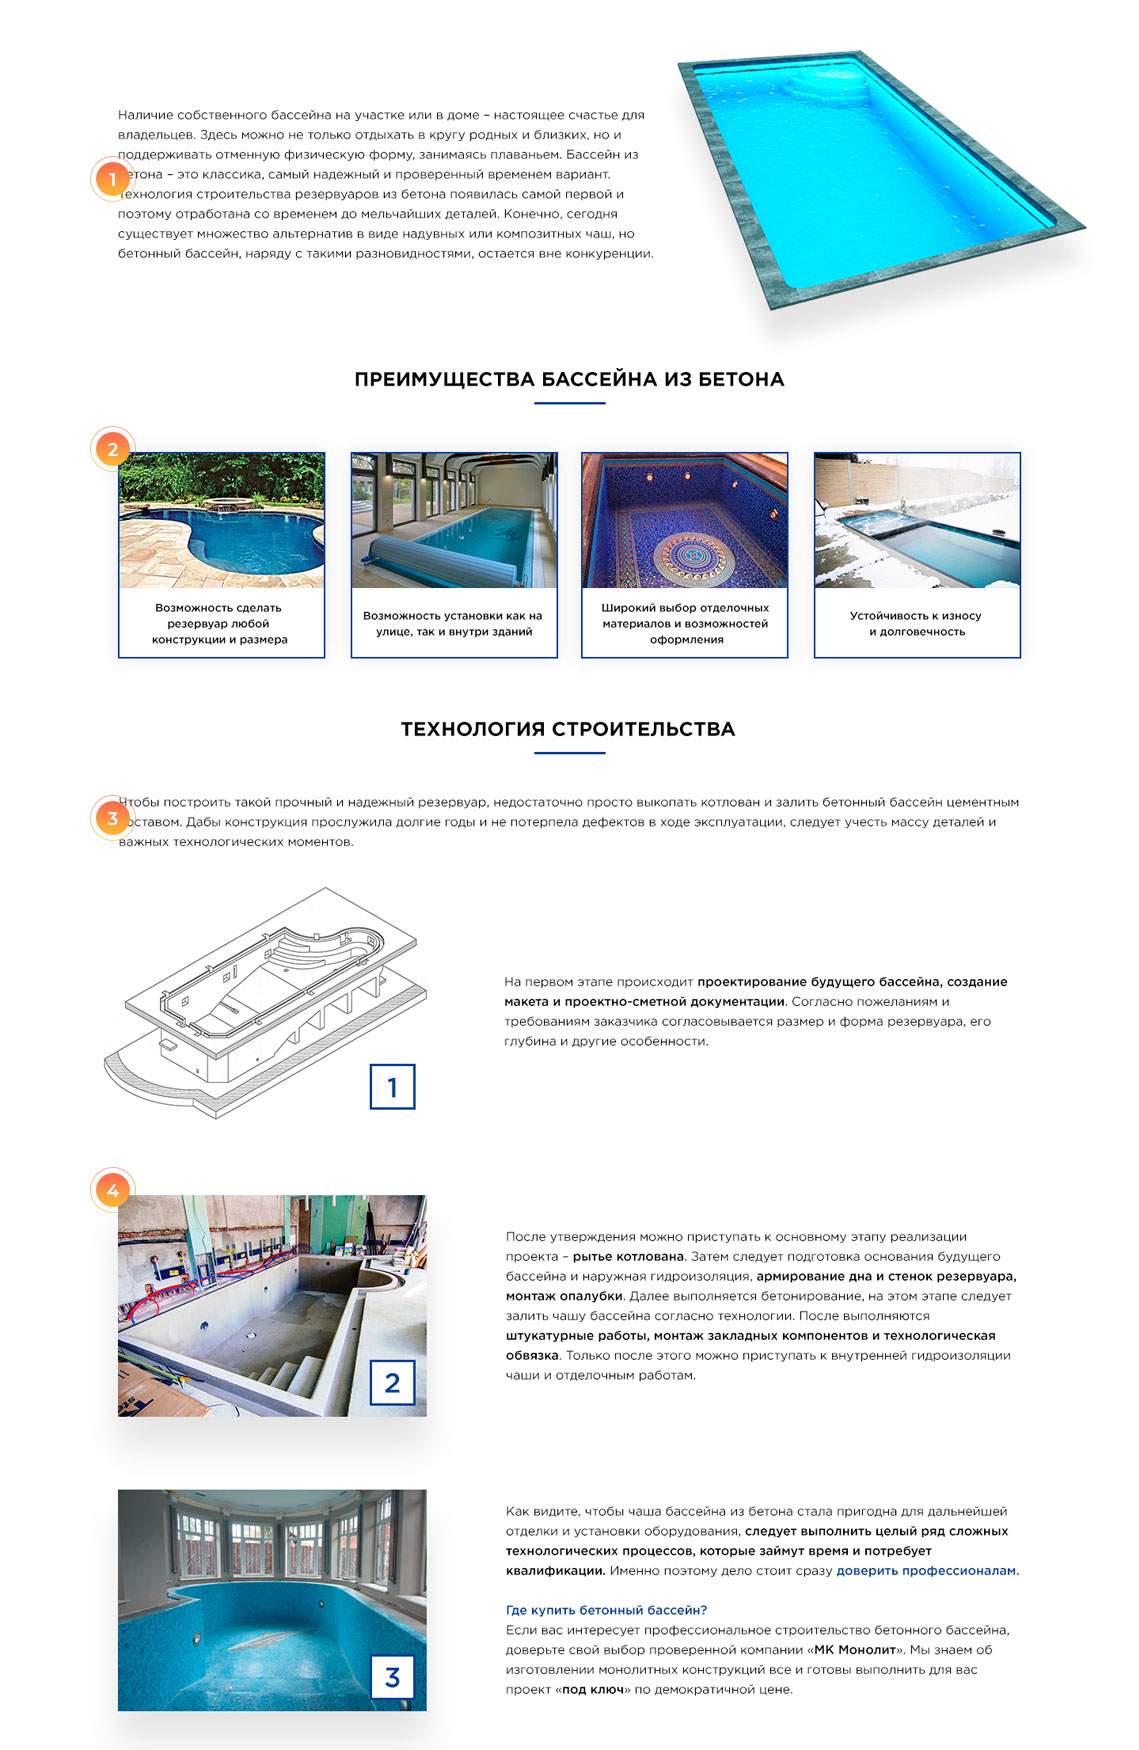 Наличие собственного бассейна на участке или в доме – настоящее счастье для
владельцев. Здесь можно не только отдыхать в кругу родных и близких, но и
поддерживать отменную физическую форму, занимаясь плаваньем. Бассейн из
1
бетона – это классика, самый надежный и проверенный временем вариант.
Технология строительства резервуаров из бетона появилась самой первой и
поэтому отработана со временем до мельчайших деталей. Конечно, сегодня
существует множество альтернатив в виде надувных или композитных чаш, но
бетонный бассейн, наряду с такими разновидностями, остается вне конкуренции.
ПРЕИМУЩЕСТВА БАССЕЙНА ИЗ БЕТОНА
2
Возможность сделать
резервуар любой
конструкции и размера
Возможность установки как на
улице, так и внутри зданий
Широкий выбор отделочных
материалов и возможностей
оформления
Устойчивость к износу
и долговечность
ТЕХНОЛОГИЯ СТРОИТЕЛЬСТВА
Чтобы построить такой прочный и надежный резервуар, недостаточно просто выкопать котлован и залить бетонный бассейн цементным
3
составом. Дабы конструкция прослужила долгие годы и не потерпела дефектов в ходе эксплуатации, следует учесть массу деталей и
важных технологических моментов.
На первом этапе происходит проектирование будущего бассейна, создание
макета и проектно-сметной документации. Согласно пожеланиям и
требованиям заказчика согласовывается размер и форма резервуара, его
глубина и другие особенности.
1
4
После утверждения можно приступать к основному этапу реализации
проекта – рытье котлована. Затем следует подготовка основания будущего
бассейна и наружная гидроизоляция, армирование дна и стенок резервуара,
монтаж опалубки. Далее выполняется бетонирование, на этом этапе следует
залить чашу бассейна согласно технологии. После выполняются
штукатурные работы, монтаж закладных компонентов и технологическая
обвязка. Только после этого можно приступать к внутренней гидроизоляции
чаши и отделочным работам.
2
Как видите, чтобы чаша бассейна из бетона стала пригодна для дальнейшей
отделки и установки оборудования, следует выполнить целый ряд сложных
технологических процессов, которые займут время и потребует
квалификации. Именно поэтому дело стоит сразу доверить профессионалам.
Где купить бетонный бассейн?
Если вас интересует профессиональное строительство бетонного бассейна,
доверьте свой выбор проверенной компании «МК Монолит». Мы знаем об
изготовлении монолитных конструкций все и готовы выполнить для вас
проект «под ключ» по демократичной цене.
3